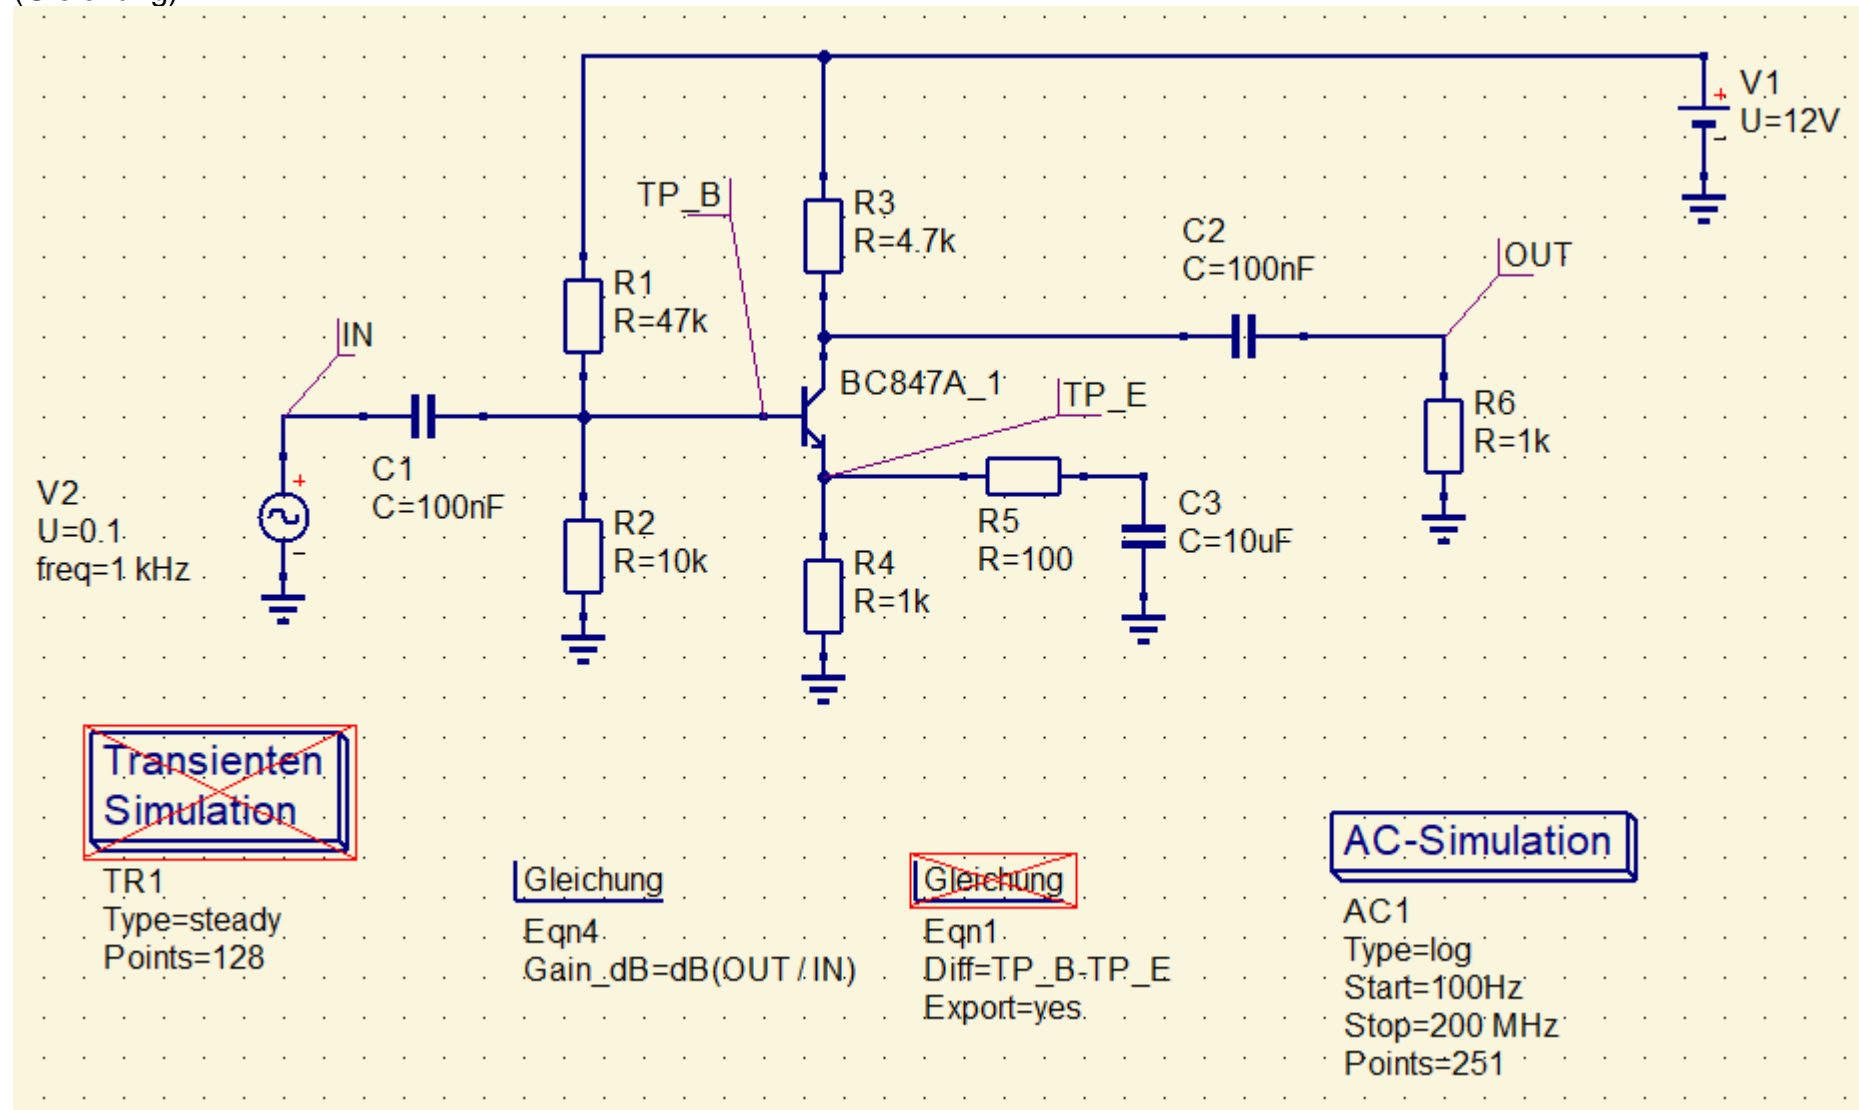 V1
U=12V
TP_B
R3
R=4.7k
C2
C=100nF
OUT
R1
R=47k
IN
BC847A_1
TP_E
R6
R=1k
C1
C=100nF
V2
U=0.1
freq=1 kHz
R2
R=10k
R5
R=100
C3
C=10uF
R4
R=1k
Transienten
Simulation
TR1
Type=steady
Points=128
Gleichung
Eqn4
Gain_dB=dB(OUT / IN)
Gleichung
Eqn1
Diff=TP_B-TP_E
Export=yes
AC-Simulation
AC1
Type=log
Start=100Hz
Stop=200 MHz
Points=251